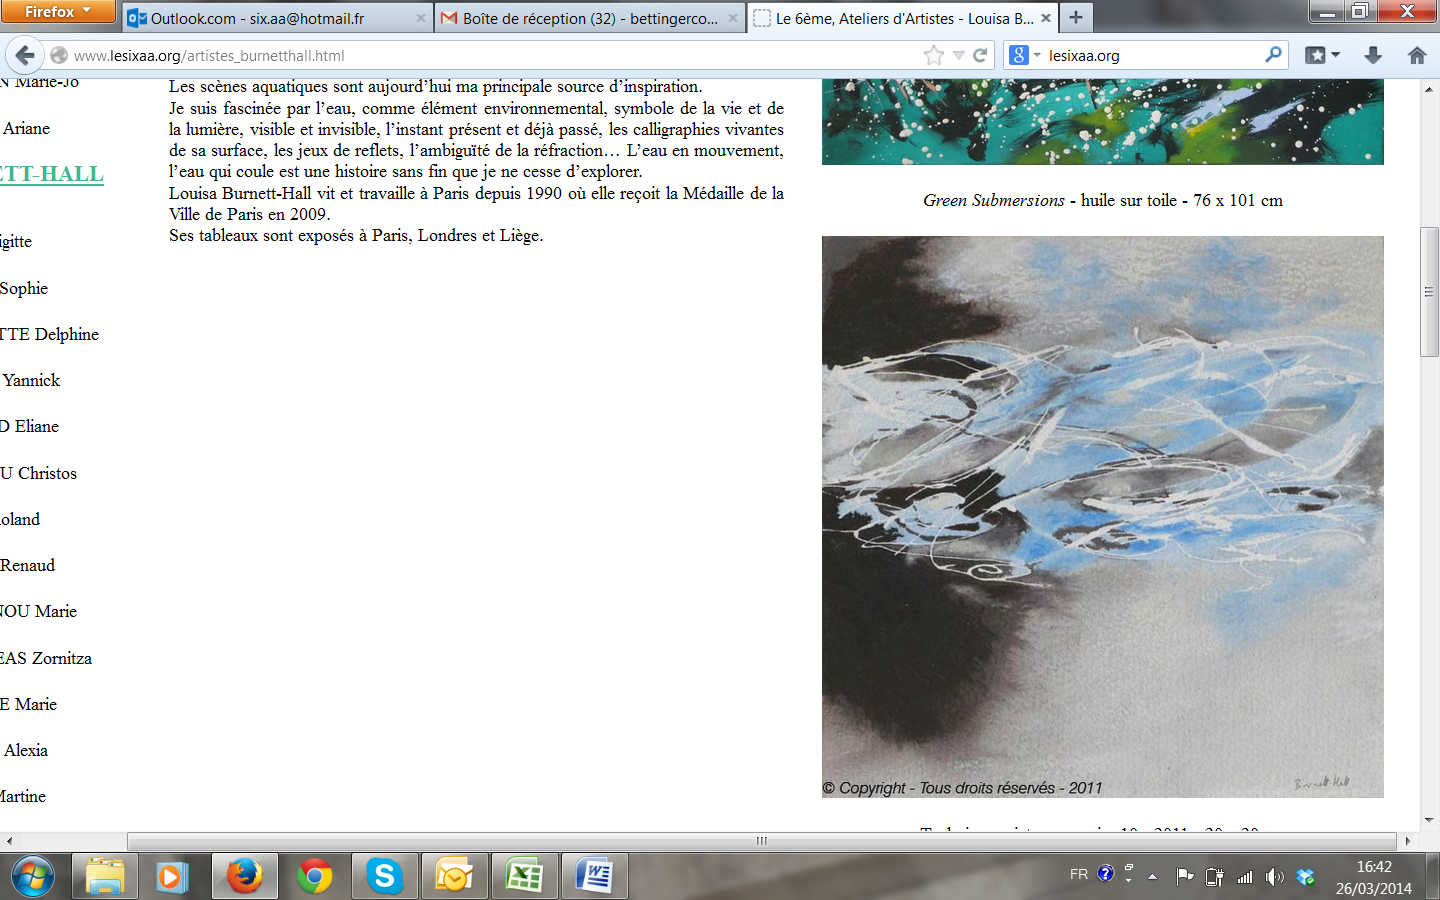 Firefox
Outlook.com - six.aa@hotmail.fr
Boîte de réception (32) - bettingerco...
Le 6ème, Ateliers d'Artistes - Louisa B...
www.lesixaa.org/artistes_burnetthall.html
lesixaa.org
N Marie-Jo
Ariane
ETT-HALL
igitte
Sophie
TTE Delphine
Yannick
D Eliane
U Christos
oland
Renaud
NOU Marie
EAS Zornitza
E Marie
Alexia
Martine
Les scènes aquatiques sont aujourd’hui ma principale source d’inspiration.
Je suis fascinée par l’eau, comme élément environnemental, symbole de la vie et de
la lumière, visible et invisible, l’instant présent et déjà passé, les calligraphies vivantes
de sa surface, les jeux de reflets, l’ambiguïté de la réfraction… L’eau en mouvement,
l’eau qui coule est une histoire sans fin que je ne cesse d’explorer.
Louisa Burnett-Hall vit et travaille à Paris depuis 1990 où elle reçoit la Médaille de la
Ville de Paris en 2009.
Ses tableaux sont exposés à Paris, Londres et Liège.
Green Submersions - huile sur toile - 76 x 101 cm
© Copyright - Tous droits réservés - 2011
Burnett Hall
FR
16:42
26/03/2014